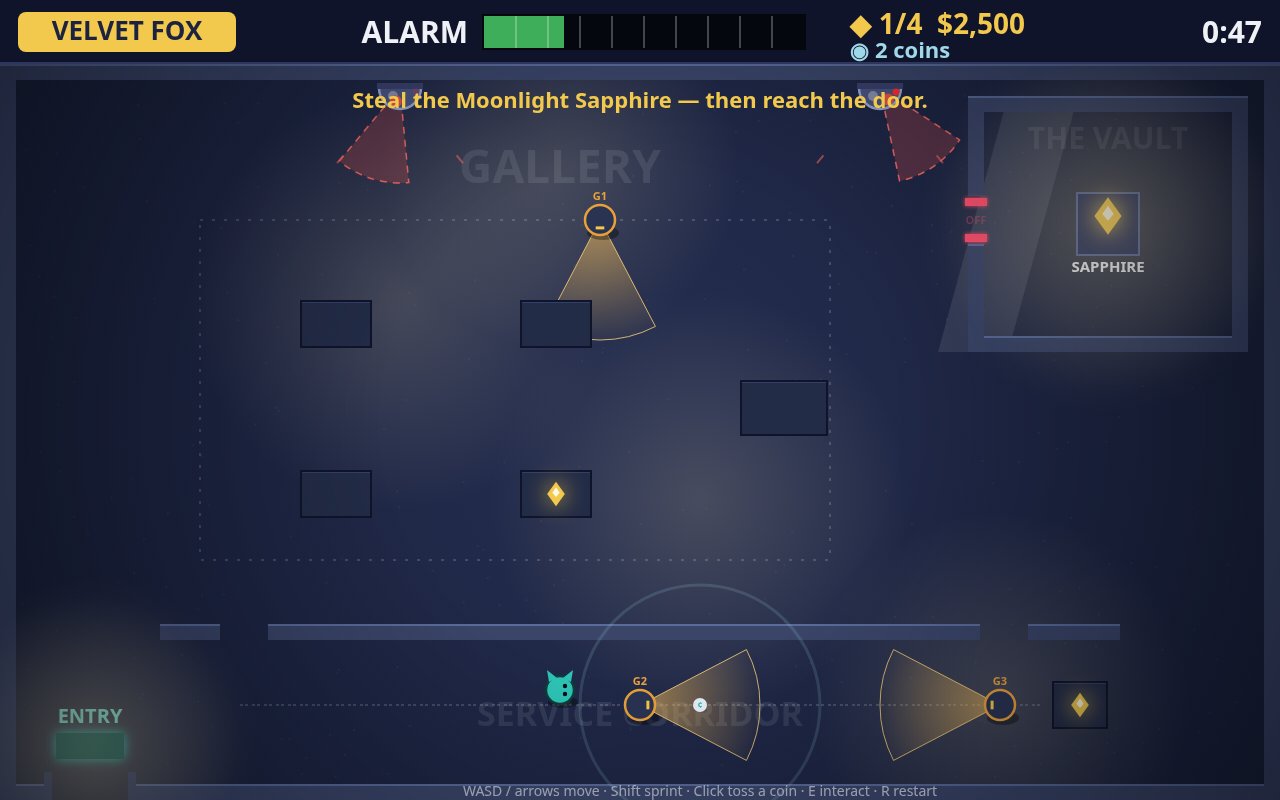 VELVET FOX
ALARM
◆ 1/4 $2,500
◉ 2 coins
0:47
Steal the Moonlight Sapphire — then reach the door.
GALLERY
THE VAULT
G1
OFF
SAPPHIRE
G2
G3
SERVICE CORRIDOR
¢
ENTRY
WASD / arrows move · Shift sprint · Click toss a coin · E interact · R restart